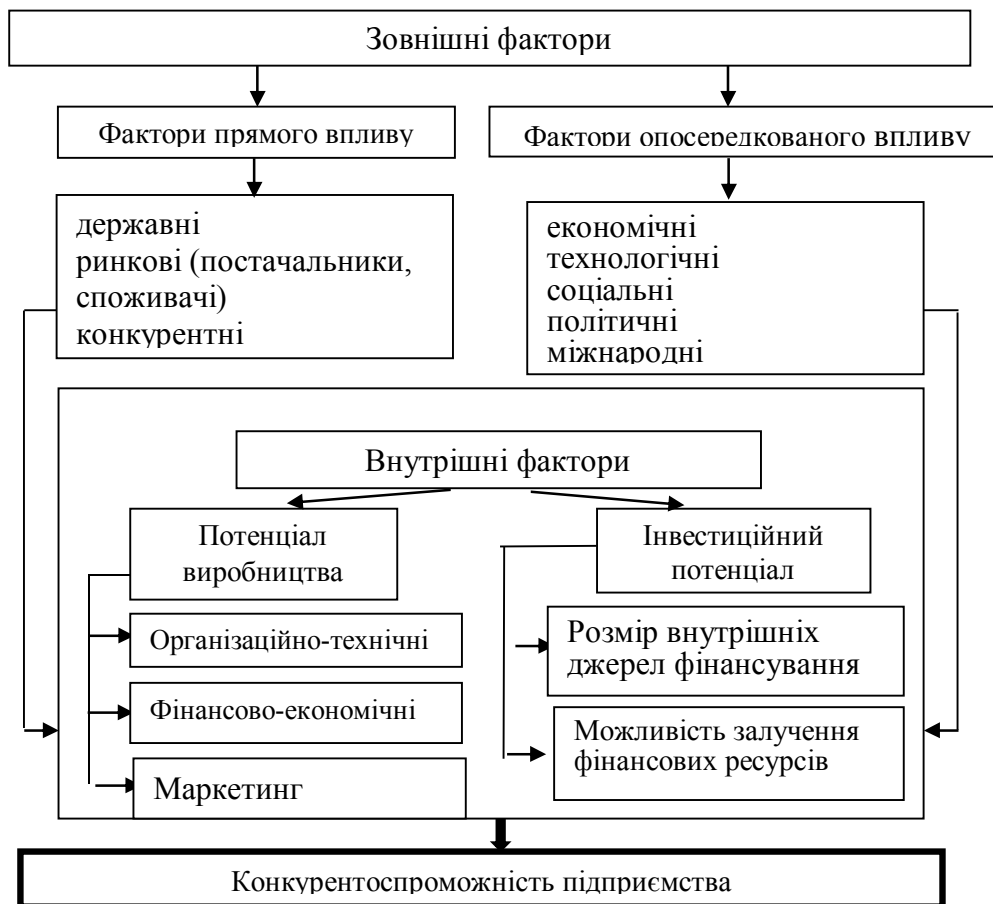 Зовнішні фактори
Фактори прямого впливу
Фактори опосередкованого впливу
державні
ринкові (постачальники,
споживачі)
конкурентні
економічні
технологічні
соціальні
політичні
міжнародні
Внутрішні фактори
Потенціал
виробництва
Організаційно-технічні
Фінансово-економічні
Маркетинг
Інвестиційний
потенціал
Розмір внутрішніх
джерел фінансування
Можливість залучення
фінансових ресурсів
Конкурентоспроможність підприємства